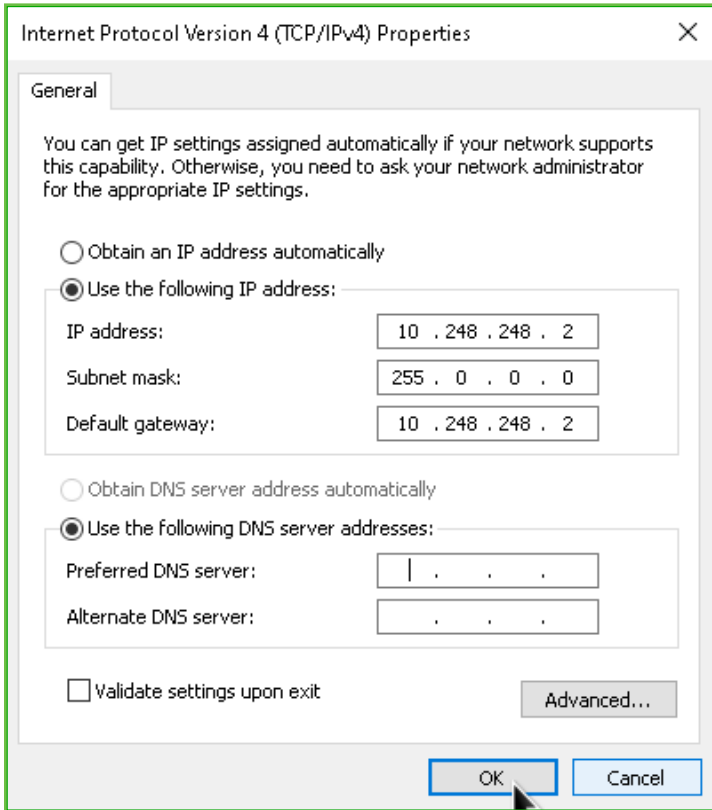 Internet Protocol Version 4 (TCP/IPv4) Properties
General
You can get IP settings assigned automatically if your network supports
this capability. Otherwise, you need to ask your network administrator
for the appropriate IP settings.
Obtain an IP address automatically
Use the following IP address:
IP address: 10 . 248 . 248 . 2
Subnet mask: 255 . 0 . 0 . 0
Default gateway: 10 . 248 . 248 . 2
Obtain DNS server address automatically
Use the following DNS server addresses:
Preferred DNS server: . . .
Alternate DNS server: . . .
Validate settings upon exit
Advanced...
OK Cancel